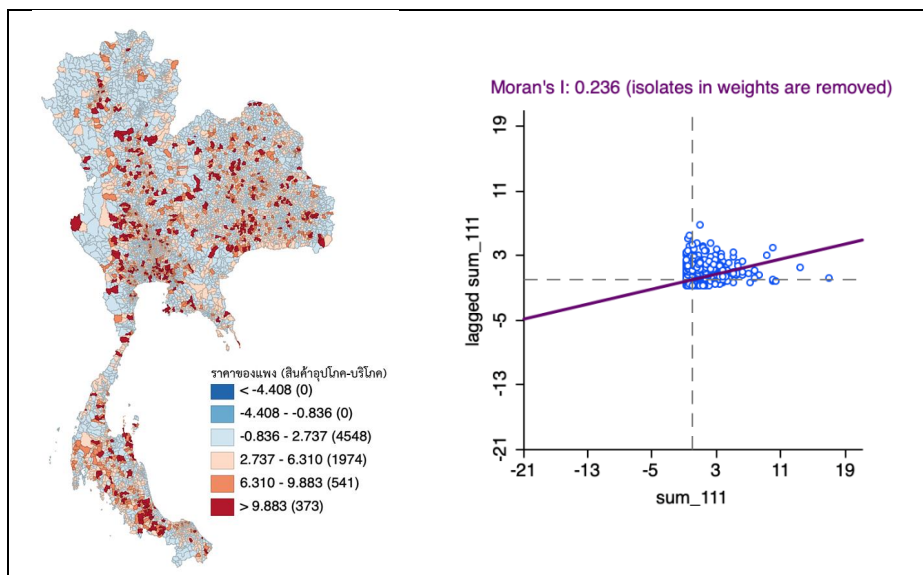 ราคาของแพง (สินค้าอุปโภค-บริโภค)
< -4.408 (0)
-4.408 - -0.836 (0)
-0.836 - 2.737 (4548)
2.737 - 6.310 (1974)
6.310 - 9.883 (541)
> 9.883 (373)
Moran's I: 0.236 (isolates in weights are removed)
lagged sum_111
19
11
3
-5
-13
-21
-21 -13 -5 3 11 19
sum_111